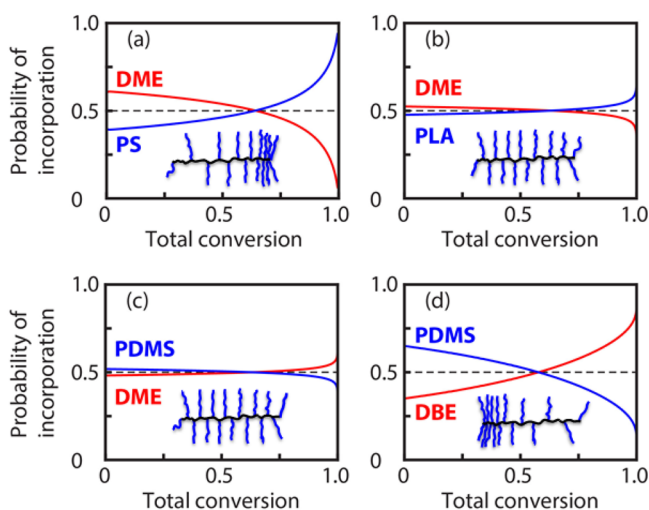 Probability of
incorporation
1.0
0.5
0
(a)
DME
PS
0
0.5
1.0
Total conversion
(b)
DME
PLA
1.0
0.5
0
0
0.5
1.0
Total conversion
Probability of
incorporation
1.0
0.5
0
(c)
PDMS
DME
0
0.5
1.0
Total conversion
1.0
0.5
0
(d)
PDMS
DBE
0
0.5
1.0
Total conversion